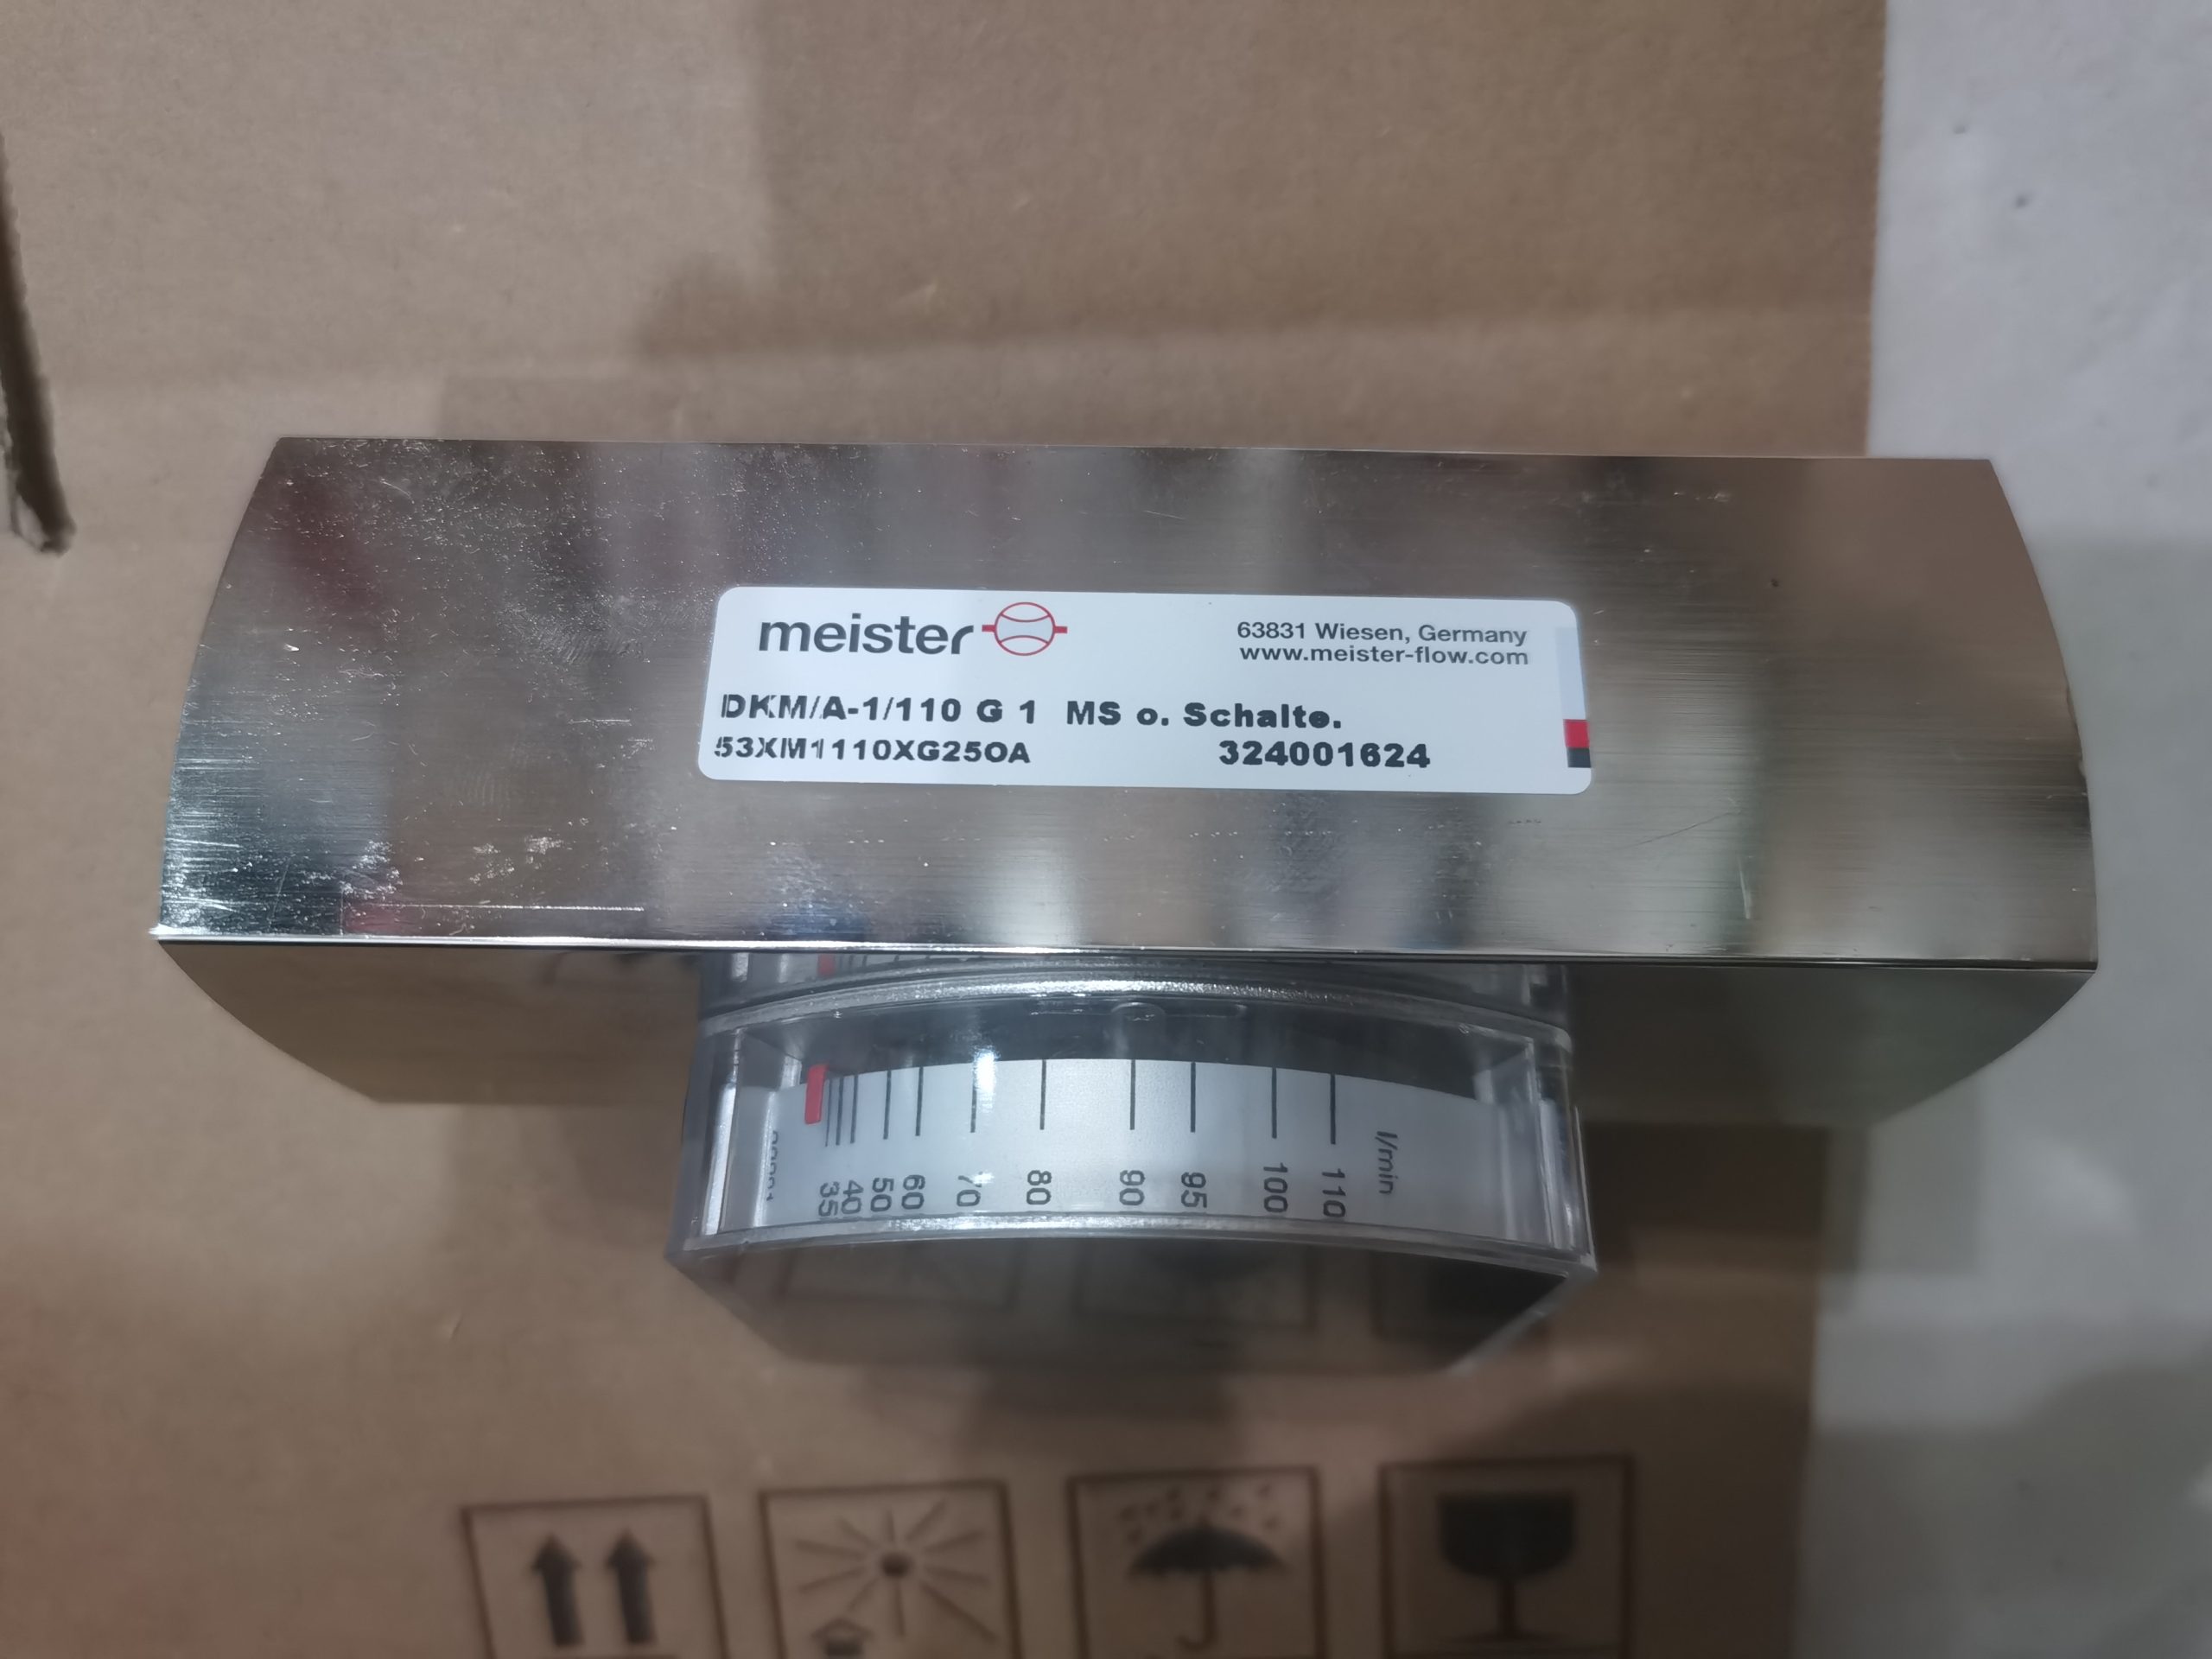 meister
63831 Wiesen, Germany
www.meister-flow.com
DKM/A-1/110 G 1 MS o. Schalte.
53XM1110XG25OA 324001624
35 40 50 60 70 80 90 95 100 110 l/min